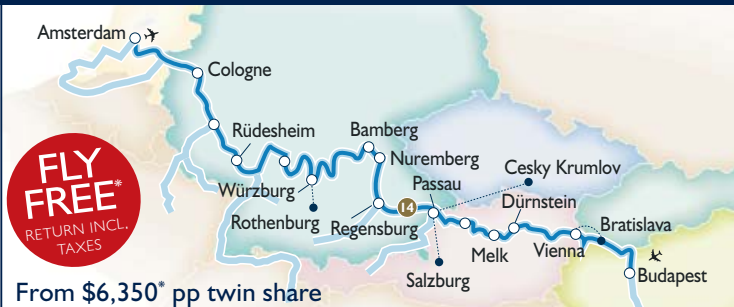 Amsterdam
Cologne
Rüdesheim
Bamberg
Nuremberg
Würzburg
Cesky Krumlov
Passau
Dürnstein
Rothenburg
Regensburg
14
Bratislava
Melk
Vienna
Salzburg
Budapest
FLY
FREE*
RETURN INCL.
TAXES
From $6,350* pp twin share